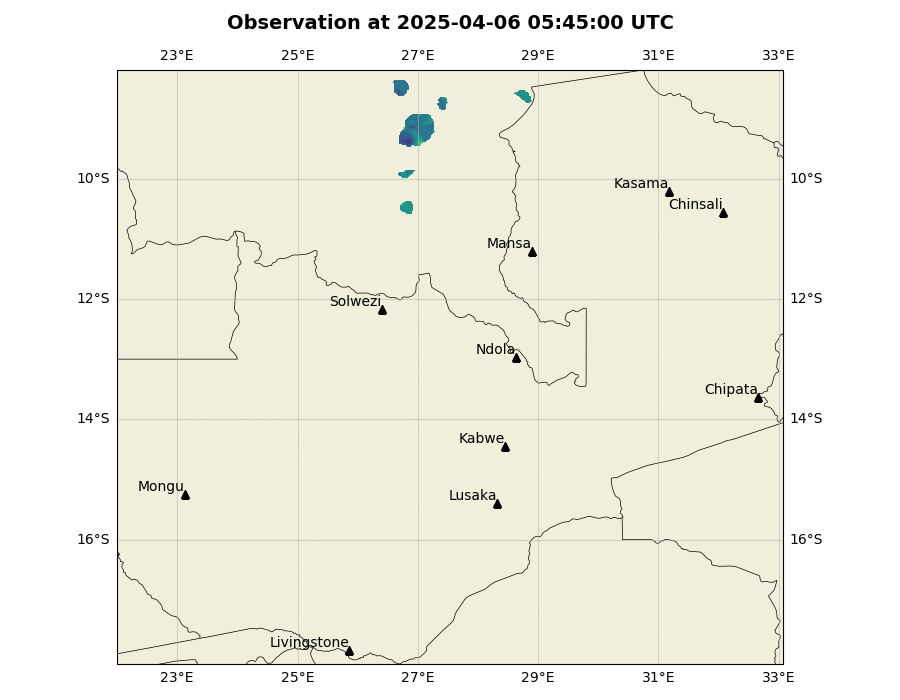 Observation at 2025-04-06 05:45:00 UTC
23°E 25°E 27°E 29°E 31°E 33°E
10°S 10°S
Kasama
Chinsali
Mansa
12°S 12°S
Solwezi
Ndola
Chipata
14°S 14°S
Kabwe
Mongu
Lusaka
16°S 16°S
Livingstone
23°E 25°E 27°E 29°E 31°E 33°E